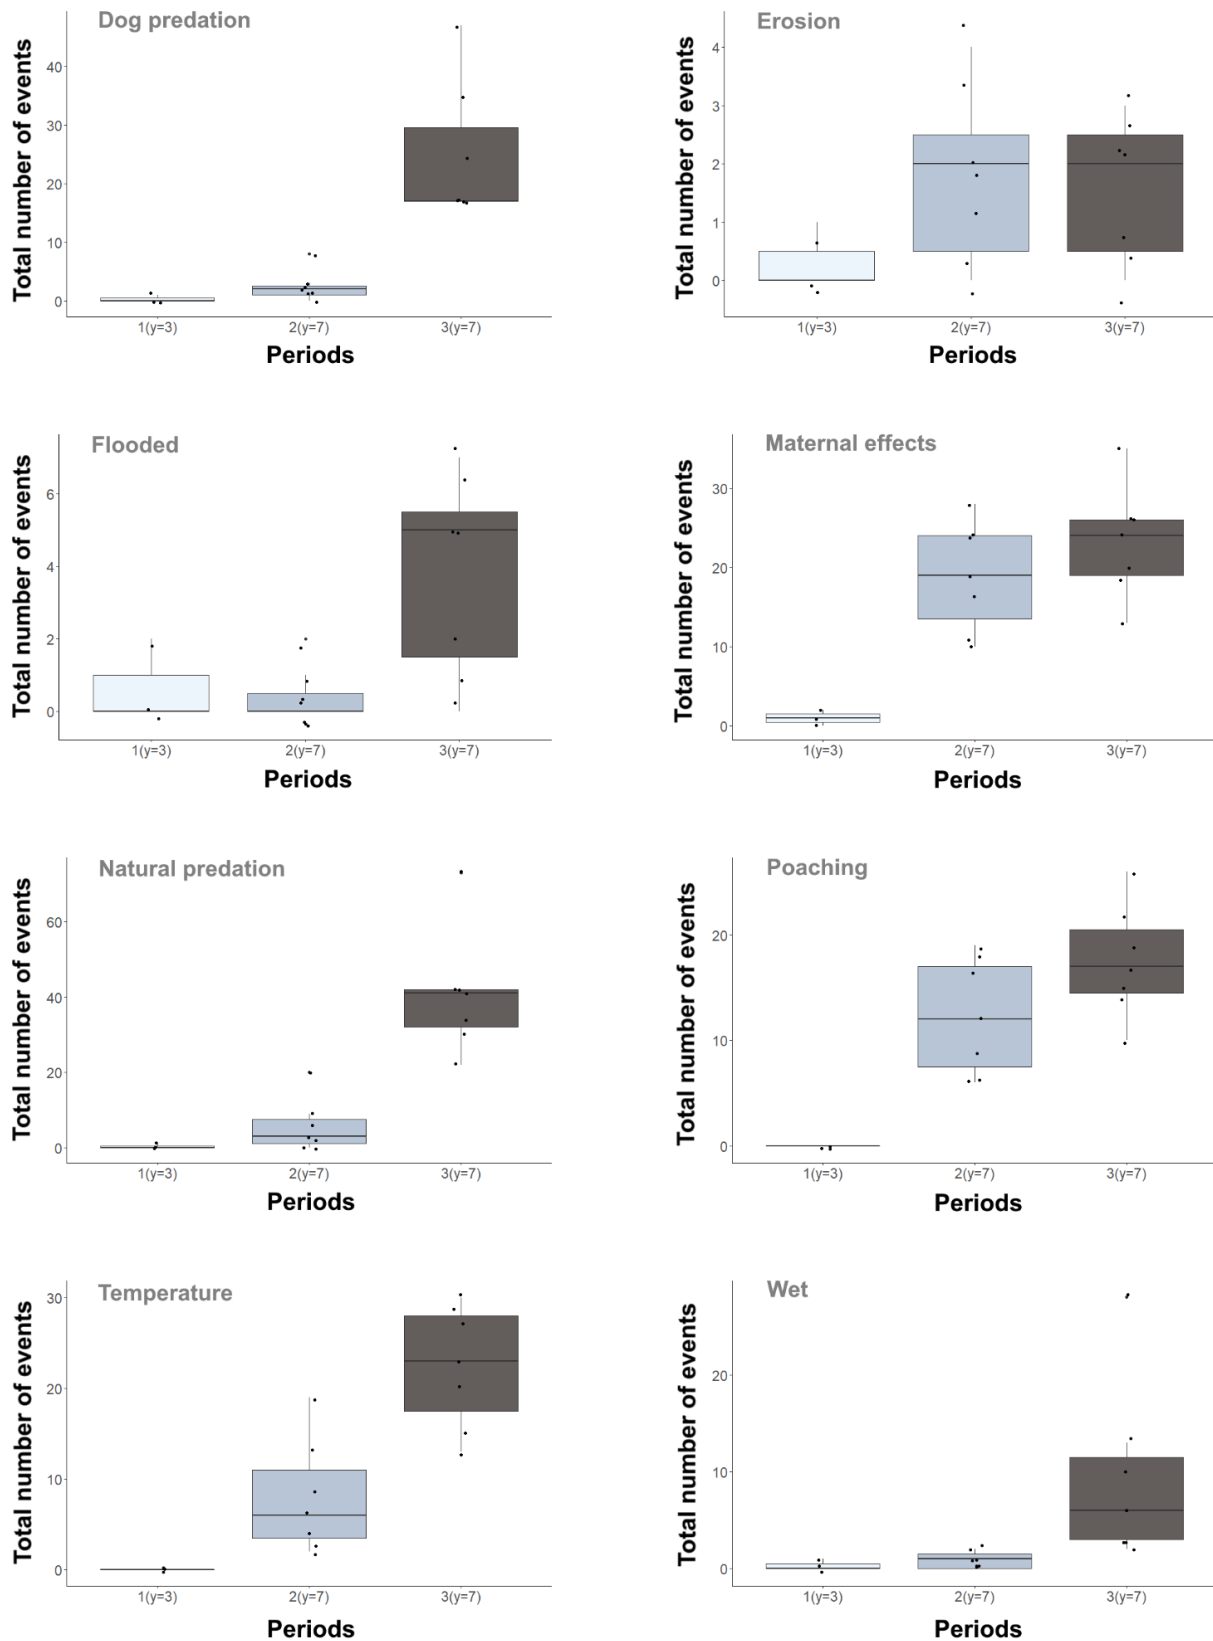 Dog predation
Total number of events
40
30
20
10
0
1(y=3) 2(y=7) 3(y=7)
Periods
Erosion
Total number of events
4
3
2
1
0
1(y=3) 2(y=7) 3(y=7)
Periods
Flooded
Total number of events
6
4
2
0
1(y=3) 2(y=7) 3(y=7)
Periods
Maternal effects
Total number of events
30
20
10
0
1(y=3) 2(y=7) 3(y=7)
Periods
Natural predation
Total number of events
60
40
20
0
1(y=3) 2(y=7) 3(y=7)
Periods
Poaching
Total number of events
20
10
0
1(y=3) 2(y=7) 3(y=7)
Periods
Temperature
Total number of events
30
20
10
0
1(y=3) 2(y=7) 3(y=7)
Periods
Wet
Total number of events
20
10
0
1(y=3) 2(y=7) 3(y=7)
Periods